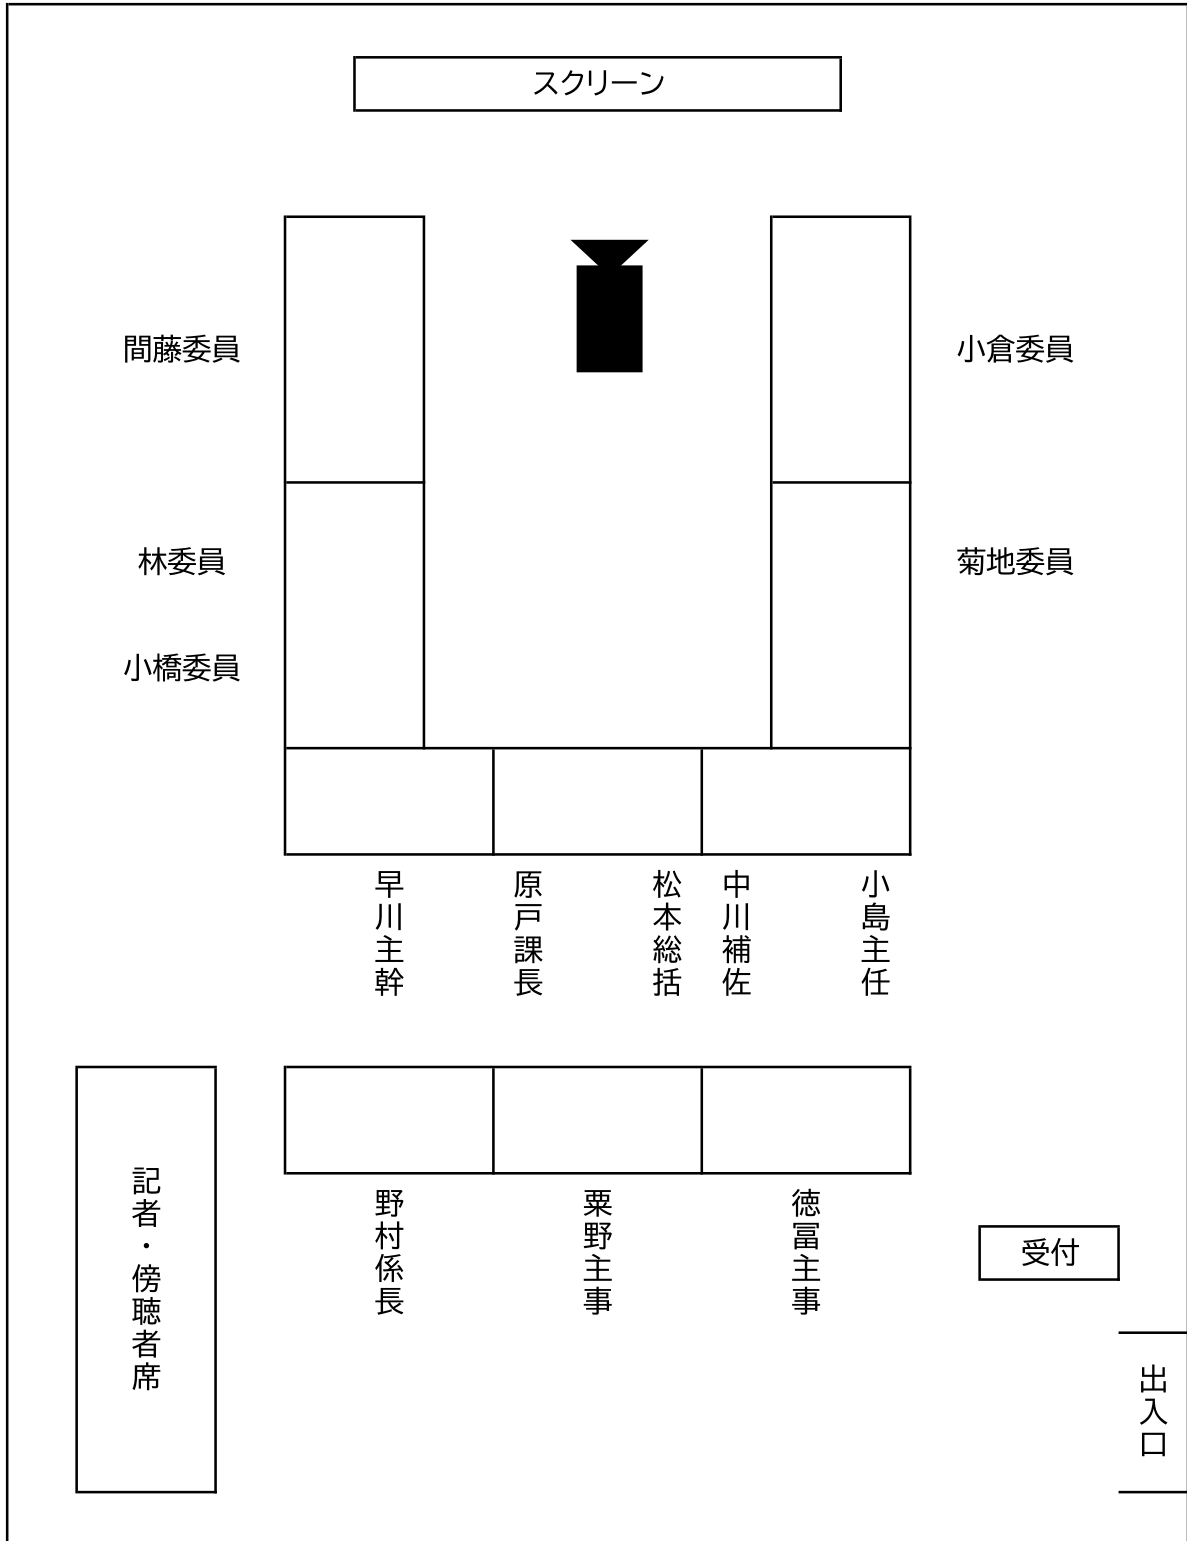 スクリーン
間藤委員
小倉委員
林委員
菊地委員
小橋委員
早川主幹
原戸課長
松本総括
中川補佐
小島主任
記者・傍聴者席
野村係長
粟野主事
徳冨主事
受付
出入口